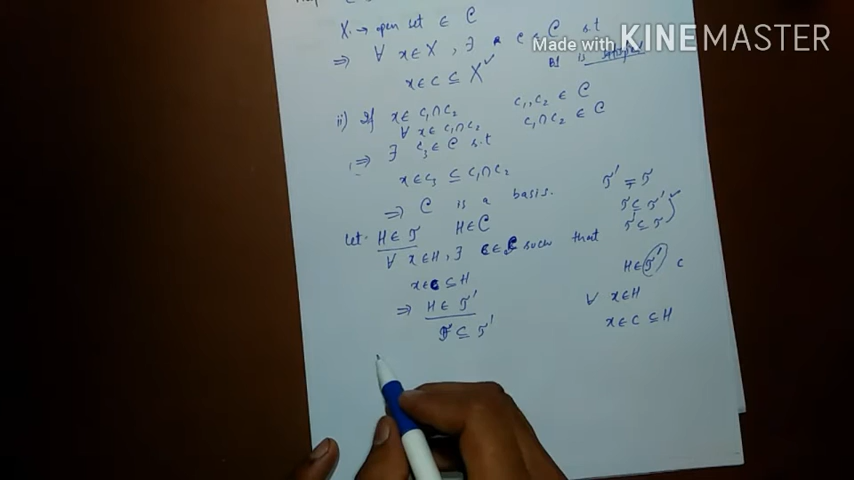 X → open set ∈ C
⇒ ∀ x∈X, ∃ C∈C s.t
x∈C ⊆ X ✓
Made with KINEMASTER
ii) If x∈ C₁∩C₂ C₁,C₂ ∈ C
∀ x∈C₁∩C₂ C₁∩C₂ ∈ C
⇒ ∃ C₃∈C s.t
x∈C₃ ⊆ C₁∩C₂
⇒ C is a basis.
let H∈T H∈C
∀ x∈H, ∃ C∈C such that
x∈C ⊆H
⇒ H∈T'
T ⊆ T'
T' = T
T⊆T'
T'⊆T ✓
H∈T' C
∀ x∈H
x∈C ⊆H